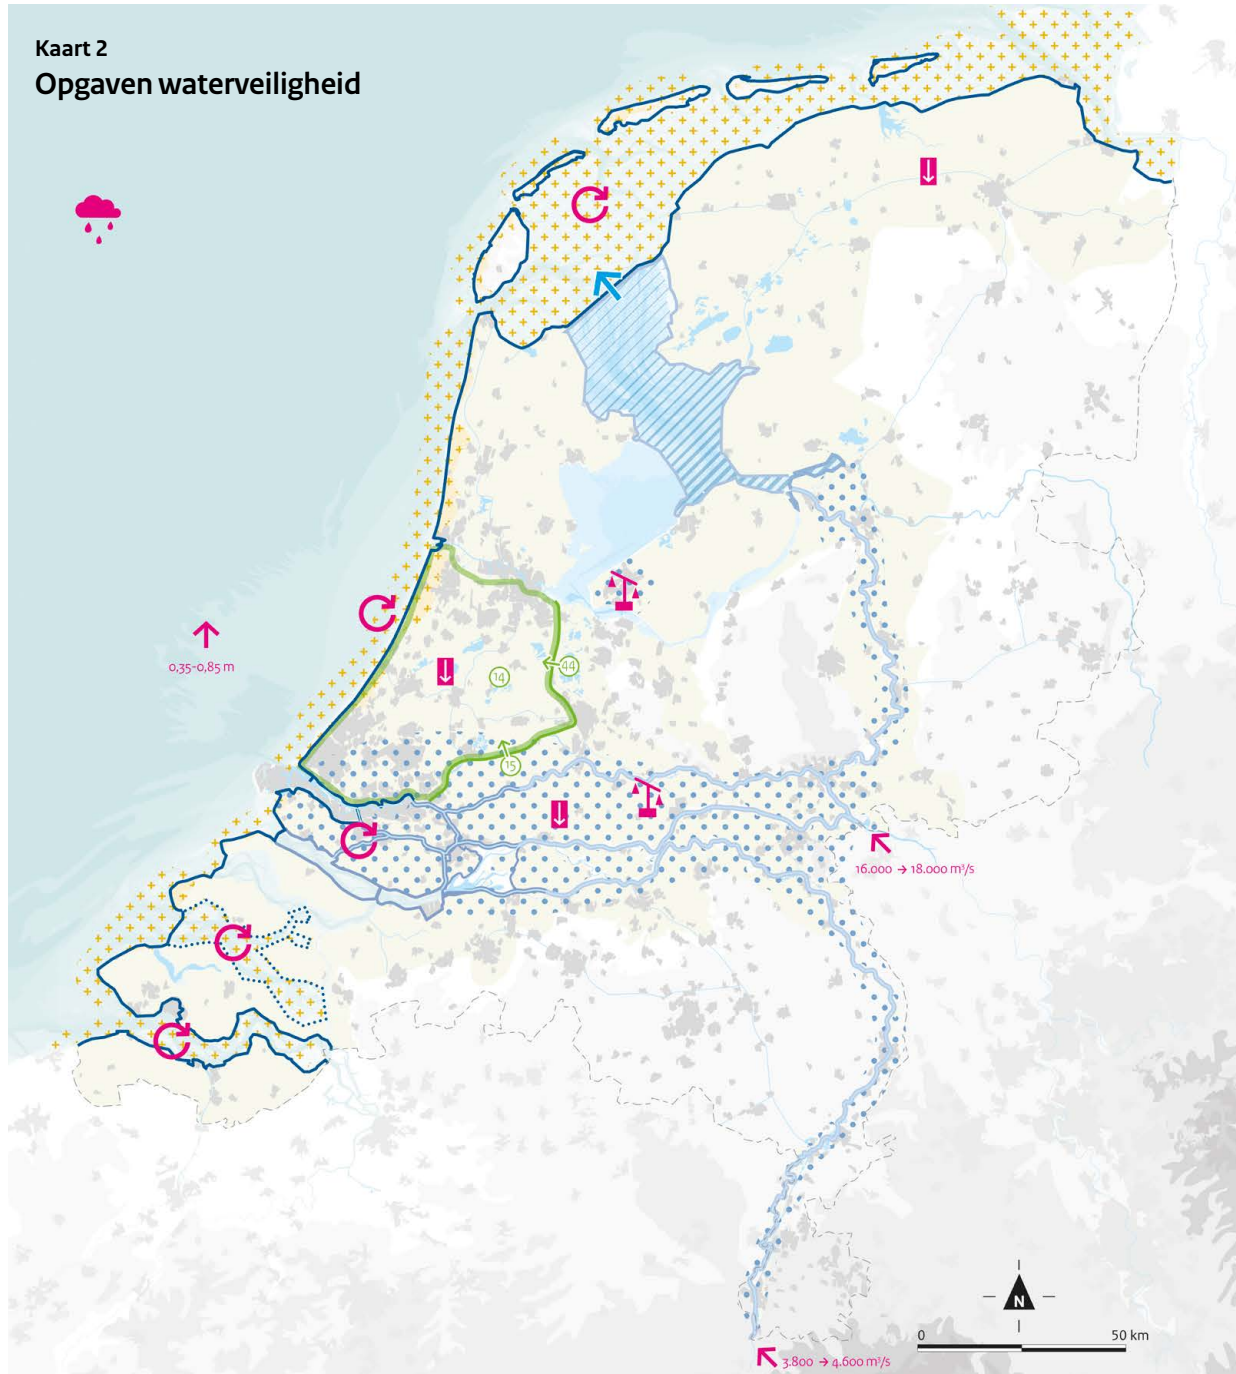 Kaart 2
Opgaven waterveiligheid
0,35-0,85 m
44
14
15
16.000 → 18.000 m³/s
N
0 50 km
3.800 → 4.600 m³/s